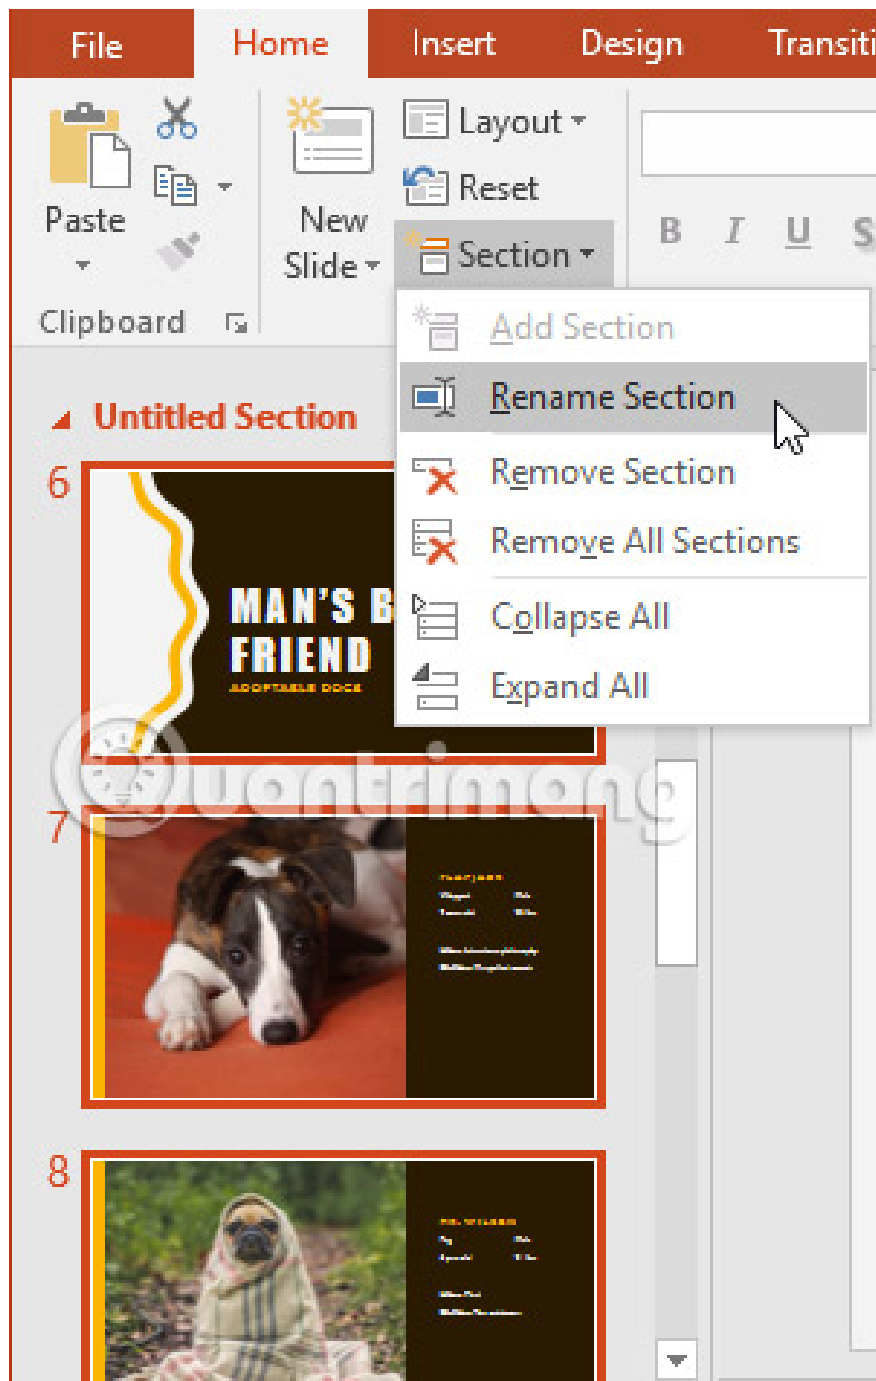 File Home Insert Design Transiti
Layout
Reset
Paste
New
Slide
Section
B I U S
Clipboard
Add Section
Rename Section
Remove Section
Remove All Sections
Collapse All
Expand All
Untitled Section
6
MAN'S B
FRIEND
ADOPTABLE DOGS
Quantrimang
7
8